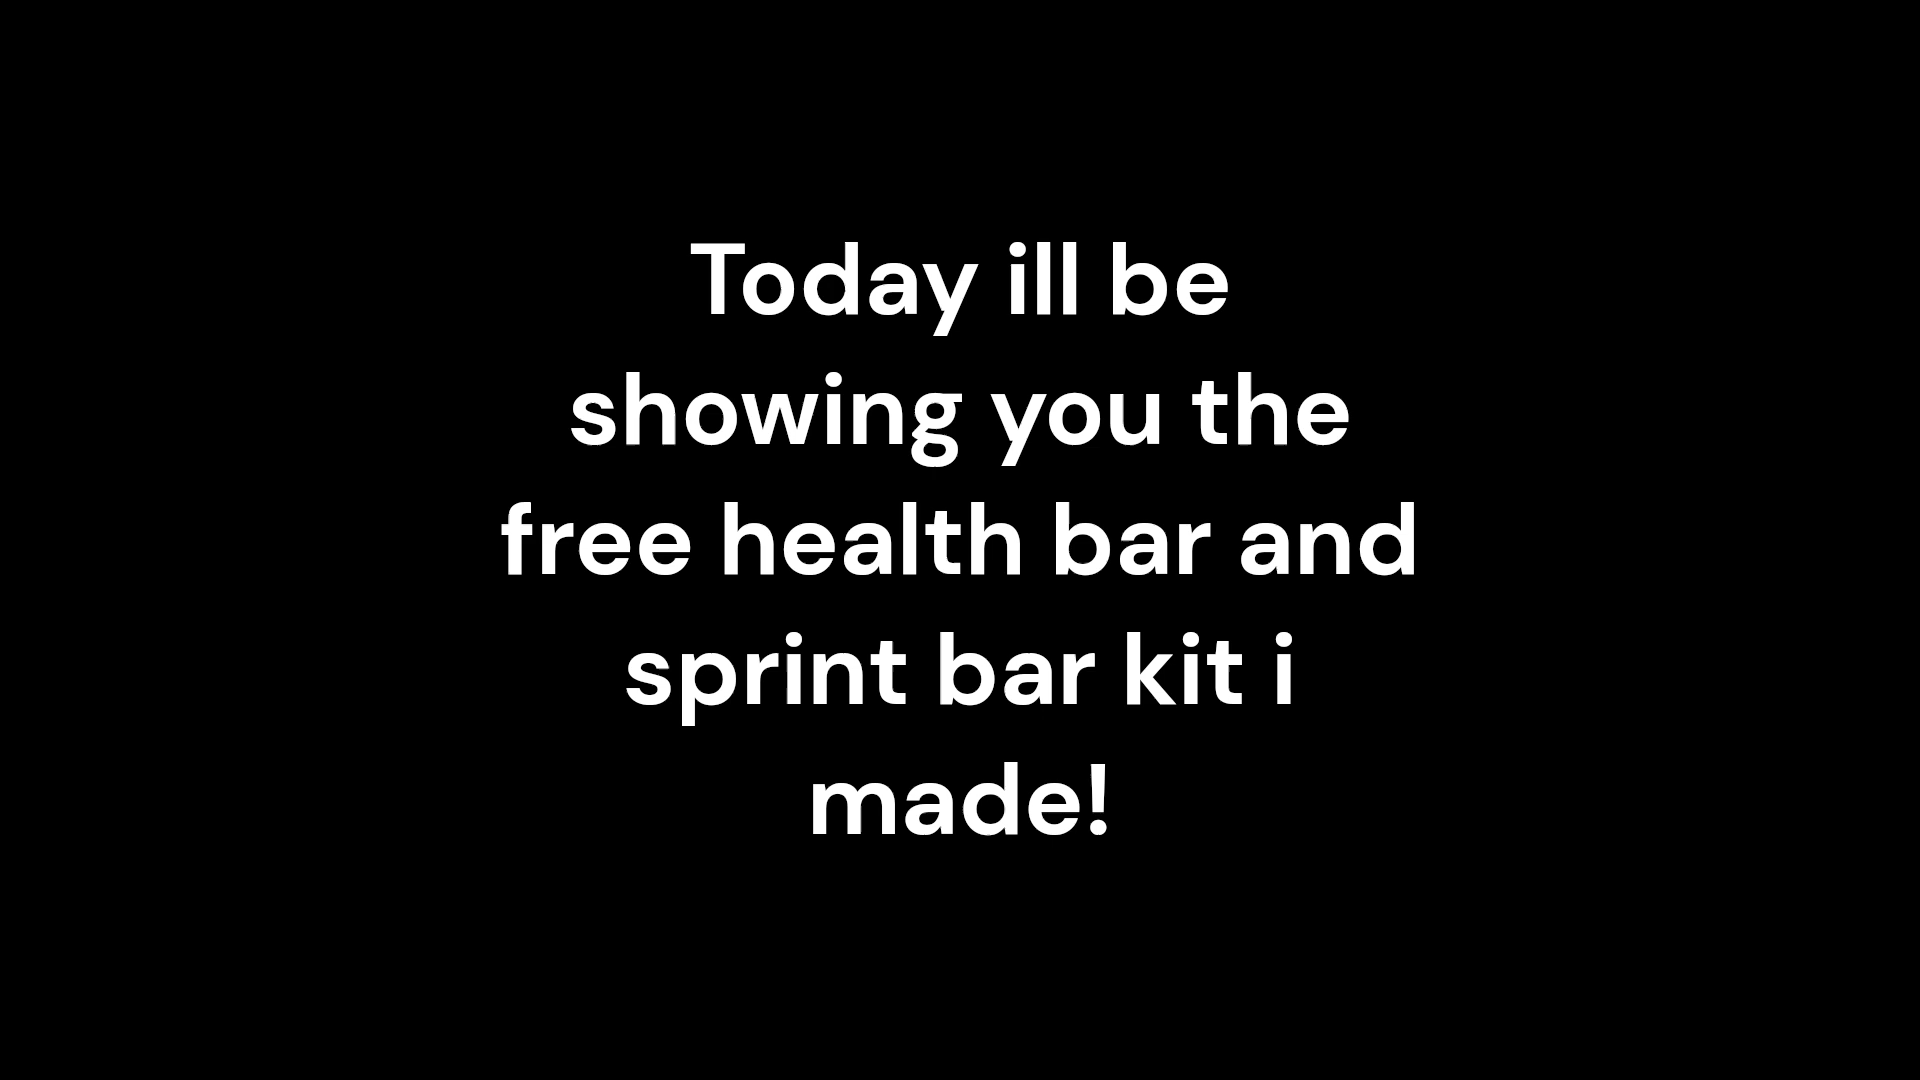 Today ill be
showing you the
free health bar and
sprint bar kit i
made!